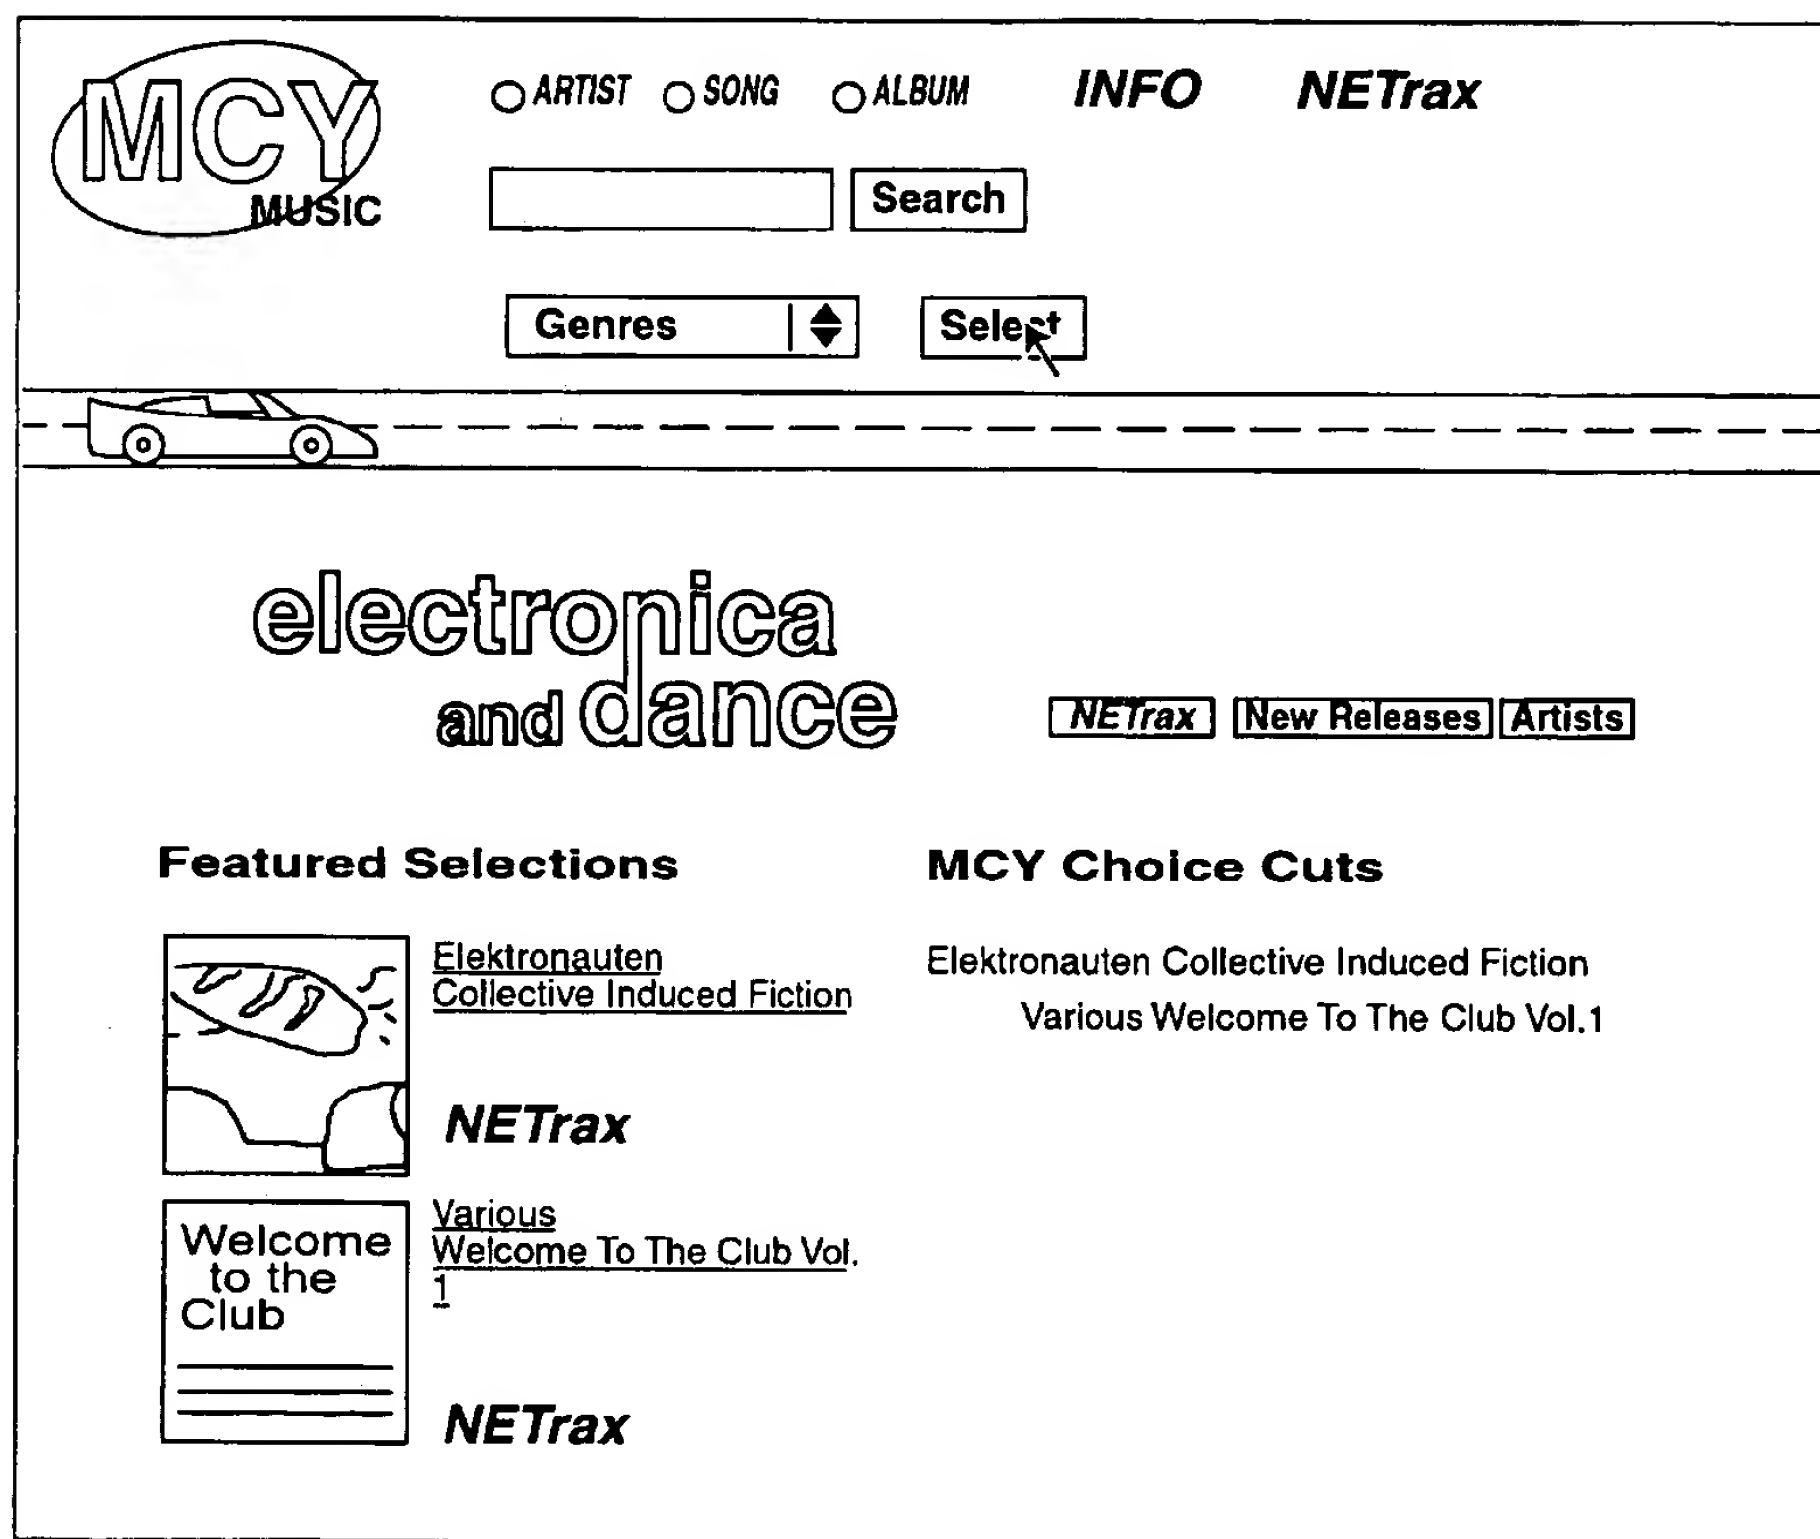 MCY
MUSIC
ARTIST SONG ALBUM INFO NETrax
Search
Genres Select
electronica
and dance
NETrax New Releases Artists
Featured Selections
MCY Choice Cuts
Elektronauten
Collective Induced Fiction
NETrax
Elektronauten Collective Induced Fiction
Various Welcome To The Club Vol.1
Welcome
to the
Club
Various
Welcome To The Club Vol.
1
NETrax